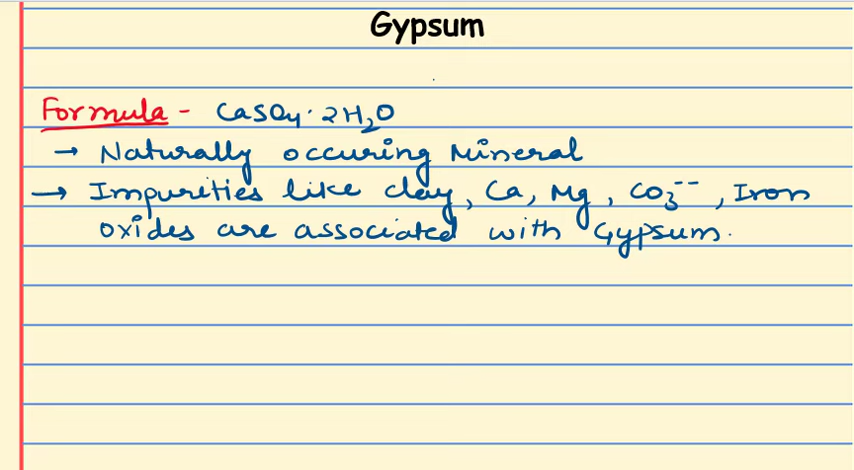 Gypsum
Formula - CaSO4 · 2H2O
→ Naturally occuring Mineral
→ Impurities like clay, Ca, Mg, CO3--, Iron
oxides are associated with Gypsum.